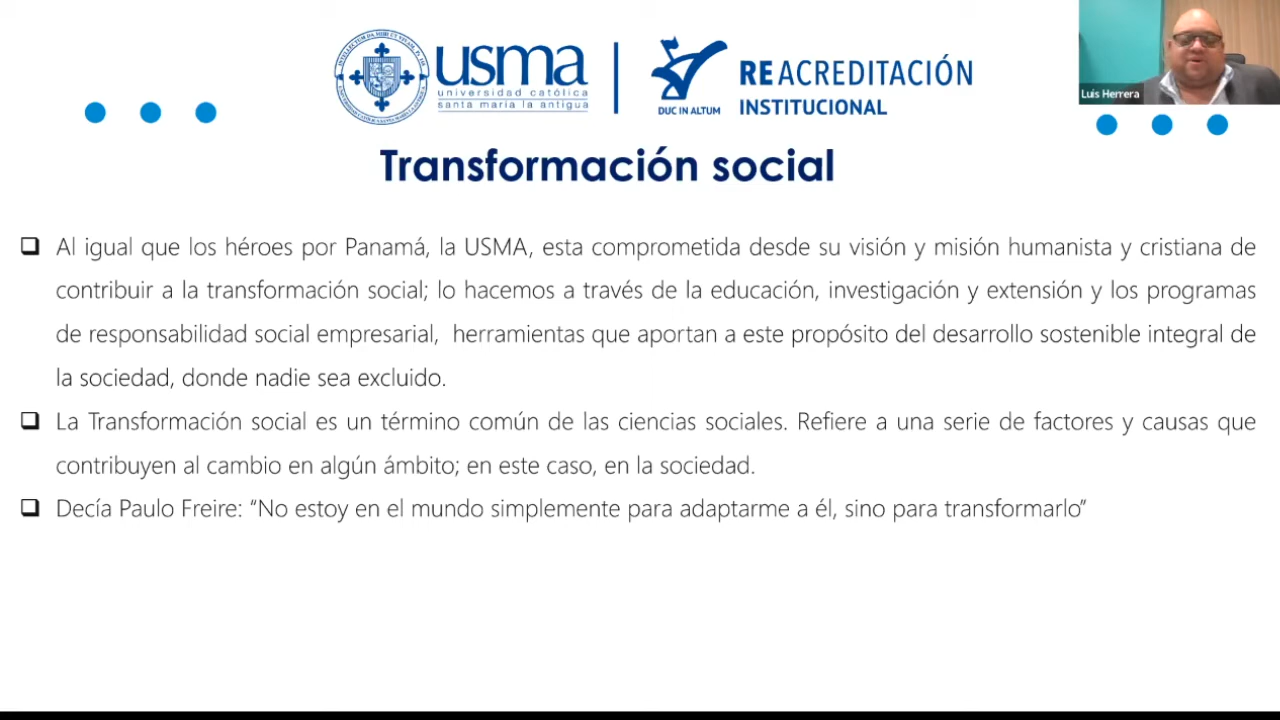 usma
universidad católica
santa maría la antigua
DUC IN ALTUM
REACREDITACIÓN
INSTITUCIONAL
Luis Herrera
Transformación social
Al igual que los héroes por Panamá, la USMA, esta comprometida desde su visión y misión humanista y cristiana de
contribuir a la transformación social; lo hacemos a través de la educación, investigación y extensión y los programas
de responsabilidad social empresarial, herramientas que aportan a este propósito del desarrollo sostenible integral de
la sociedad, donde nadie sea excluido.
La Transformación social es un término común de las ciencias sociales. Refiere a una serie de factores y causas que
contribuyen al cambio en algún ámbito; en este caso, en la sociedad.
Decía Paulo Freire: “No estoy en el mundo simplemente para adaptarme a él, sino para transformarlo”